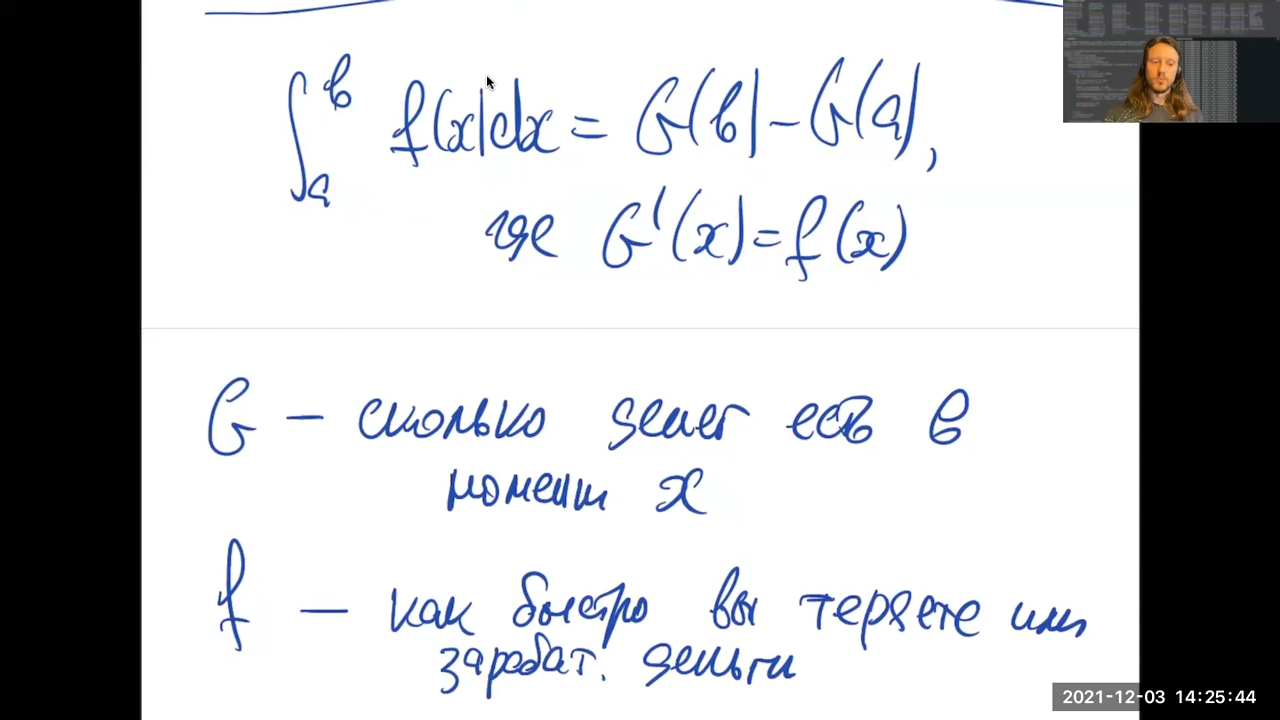 ∫_a^b f(x)dx = G(b) - G(a),
где G'(x) = f(x)
G — сколько денег есть в
момент x
f — как быстро вы теряете или
заработ. деньги
2021-12-03 14:25:44